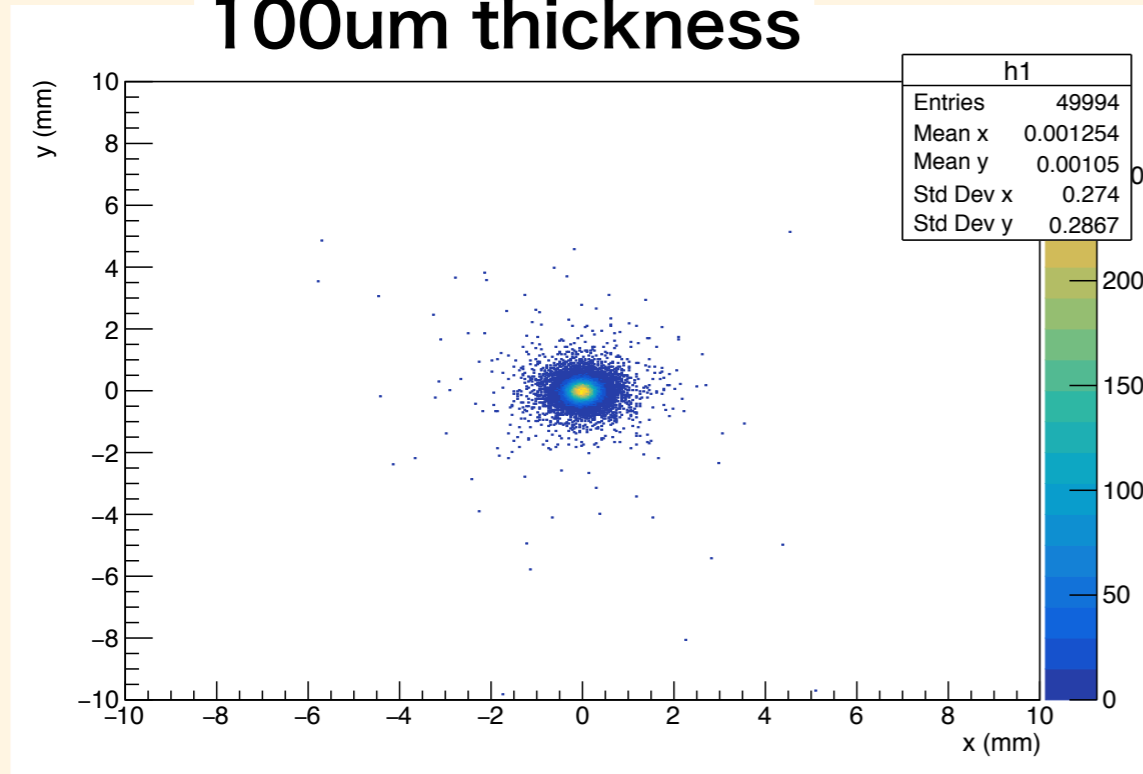 100um thickness
h1
Entries 49994
Mean x 0.001254
Mean y 0.00105
Std Dev x 0.274
Std Dev y 0.2867
y (mm)
10
8
6
4
2
0
−2
−4
−6
−8
−10
−10 −8 −6 −4 −2 0 2 4 6 8 10
x (mm)
0
200
150
100
50
0